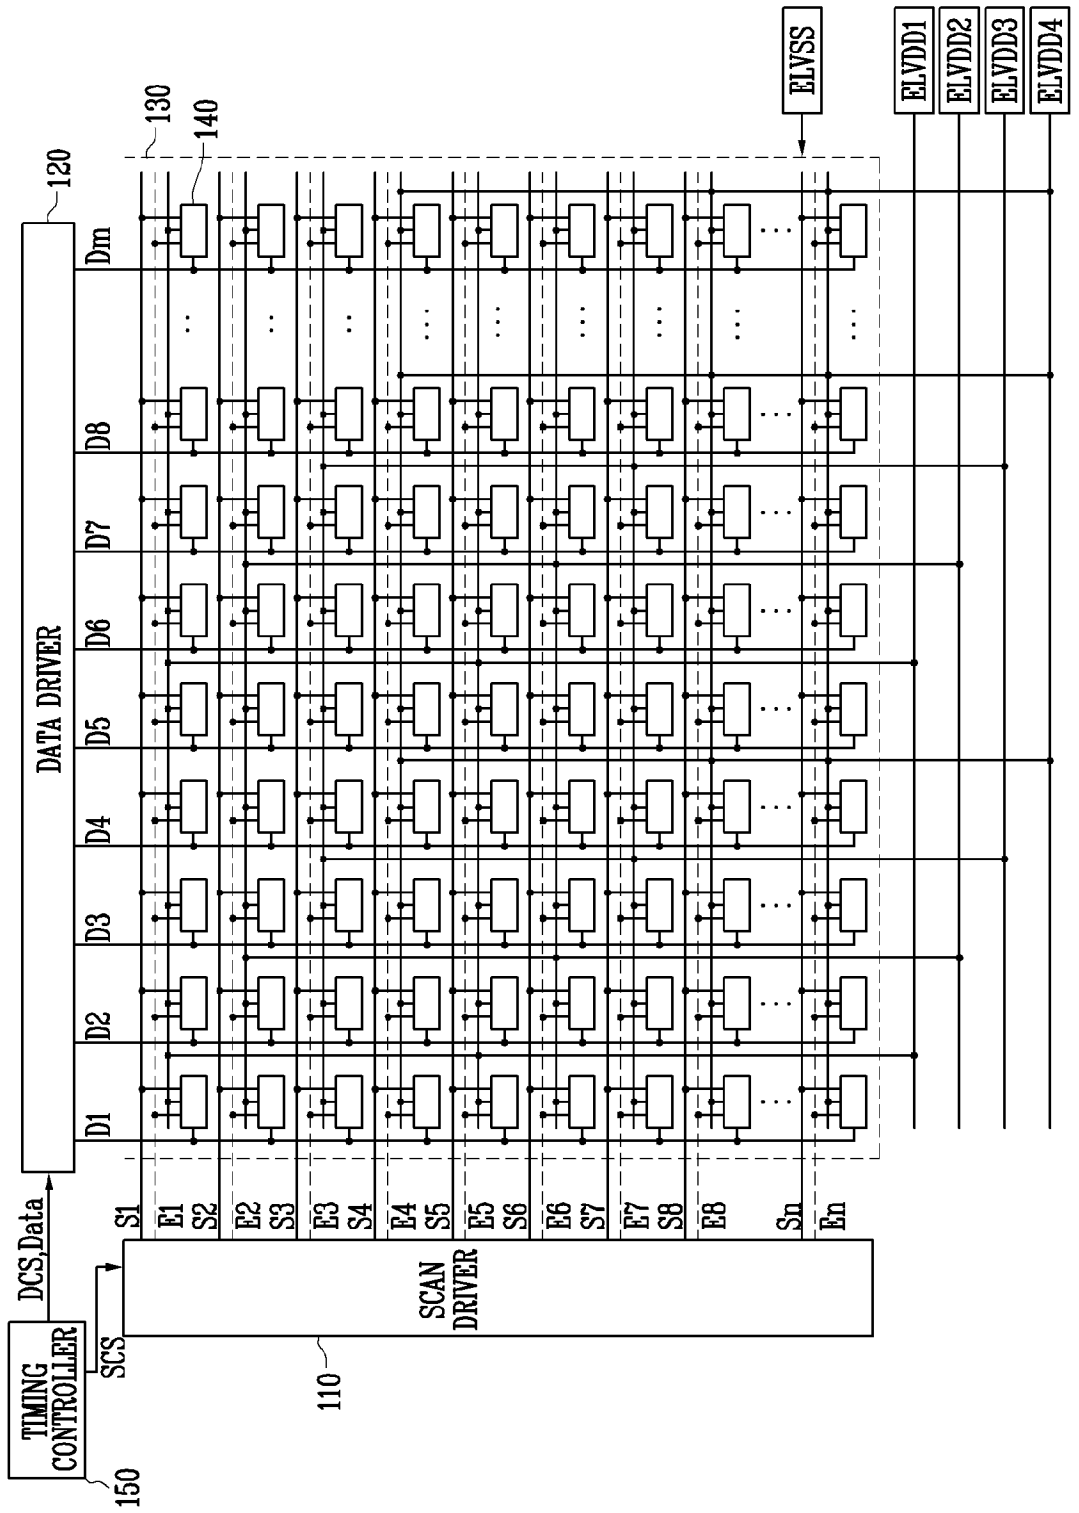 120
DATA DRIVER
130
140
Dm
D8
D7
D6
D5
D4
D3
D2
D1
DCS,Data
TIMING
CONTROLLER
150
SCS
SCAN
DRIVER
110
S1
E1
S2
E2
S3
E3
S4
E4
S5
E5
S6
E6
S7
E7
S8
E8
Sn
En
ELVSS
ELVDD1
ELVDD2
ELVDD3
ELVDD4